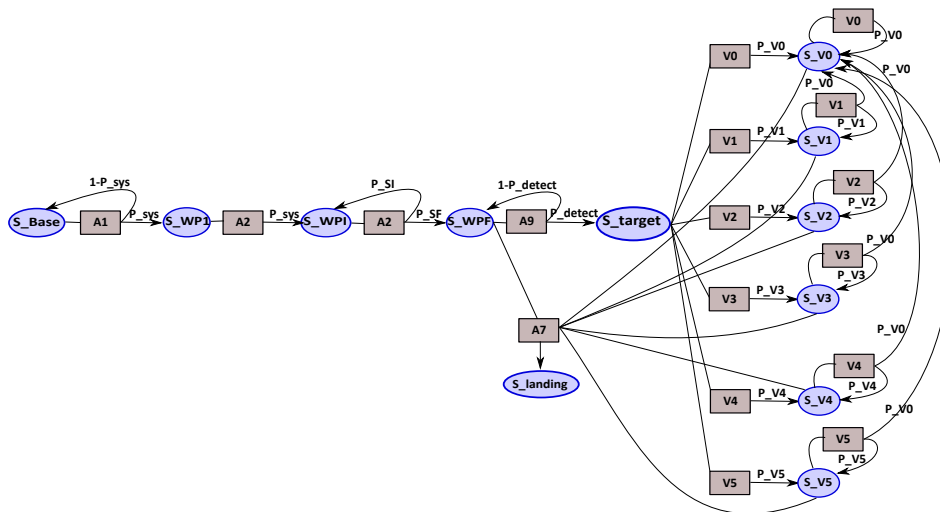 V0
P_V0
V0
P_V0
S_V0
P_V0
P_V0
V1
V1
P_V1
P_V1
S_V1
1-P_sys
P_SI
1-P_detect
V2
P_V2
V2
P_V2
S_V2
S_Base
A1
P_sys
S_WP1
A2
P_sys
S_WPI
A2
P_SF
S_WPF
A9
P_detect
S_target
P_V0
V3
P_V3
V3
P_V3
S_V3
A7
P_V0
S_landing
V4
P_V4
V4
P_V4
S_V4
P_V0
V5
P_V5
V5
P_V5
S_V5